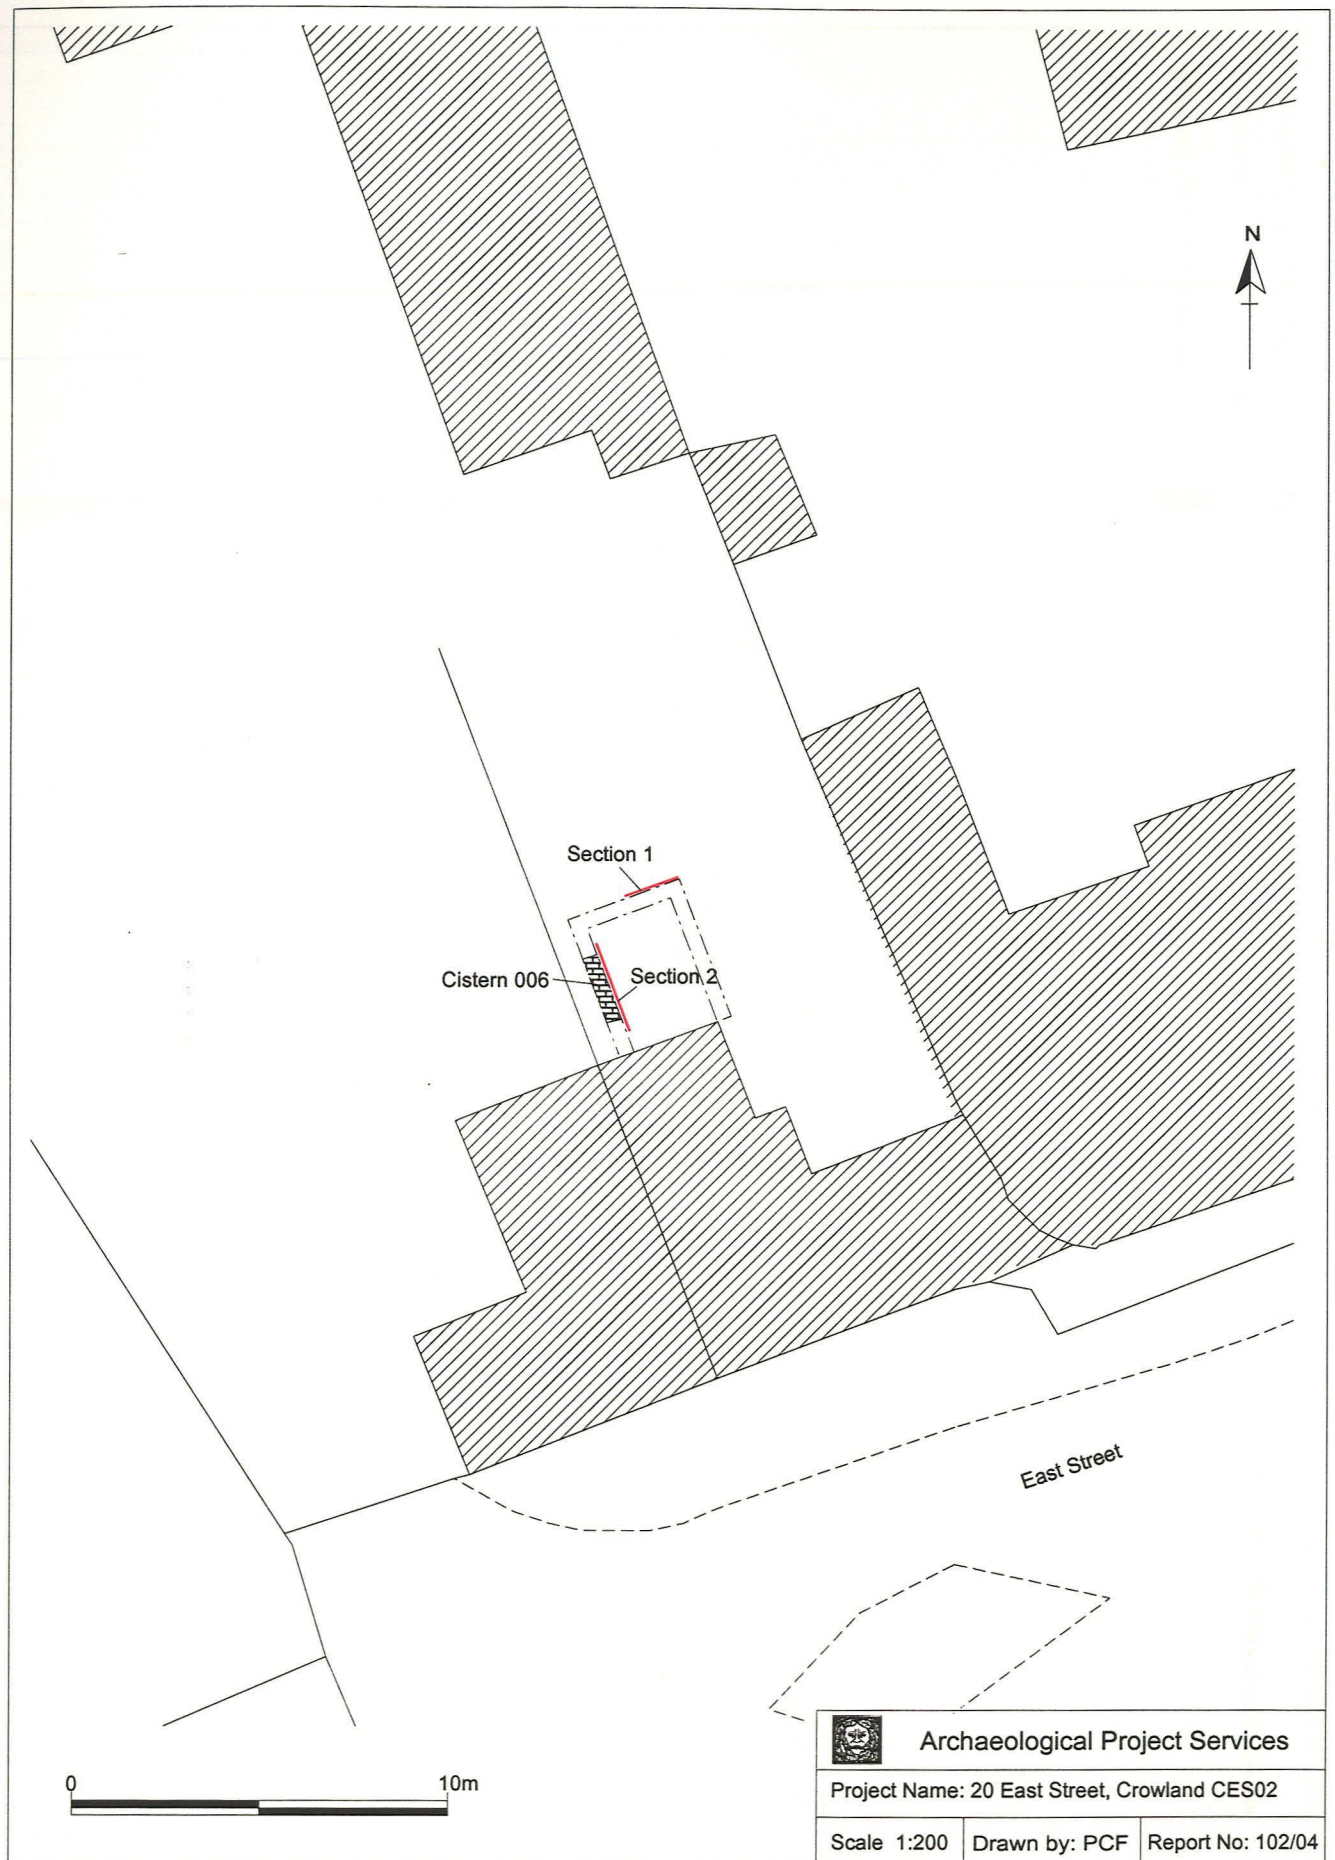 N
Section 1
Cistern 006
Section 2
East Street
0
10m
Archaeological Project Services
Project Name: 20 East Street, Crowland CES02
Scale 1:200
Drawn by: PCF
Report No: 102/04